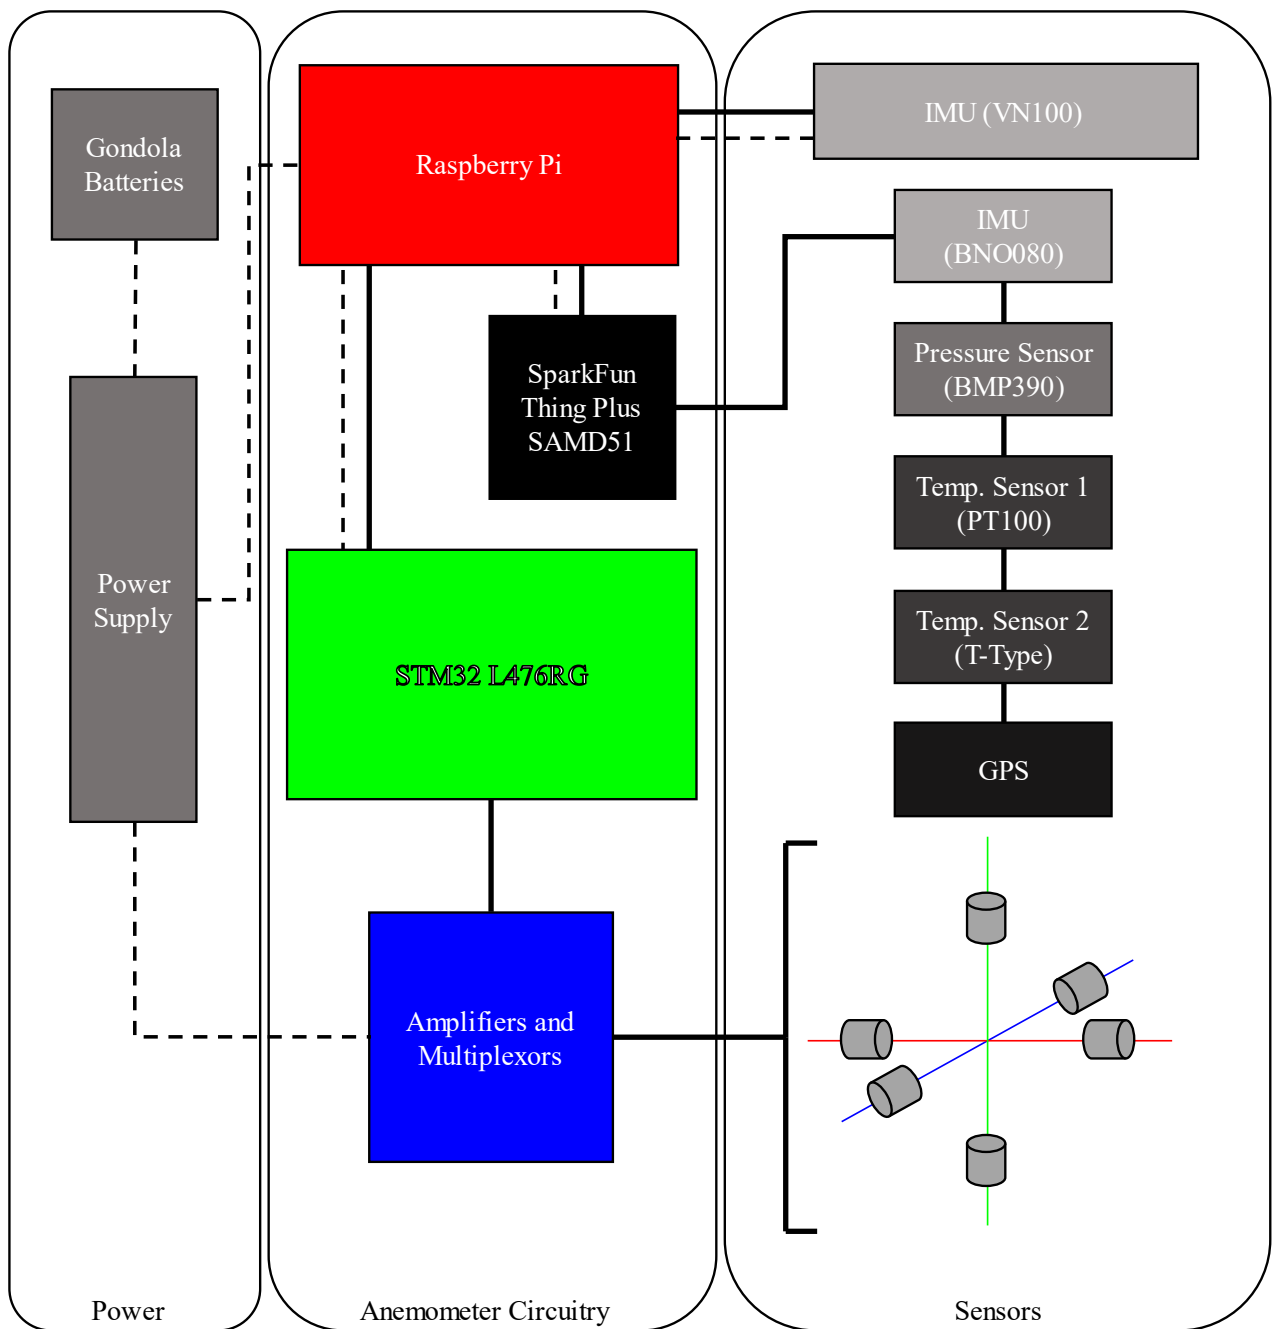 Gondola
Batteries
Power
Supply
Power
Raspberry Pi
SparkFun
Thing Plus
SAMD51
STM32 L476RG
Amplifiers and
Multiplexors
Anemometer Circuitry
IMU (VN100)
IMU
(BNO080)
Pressure Sensor
(BMP390)
Temp. Sensor 1
(PT100)
Temp. Sensor 2
(T-Type)
GPS
Sensors